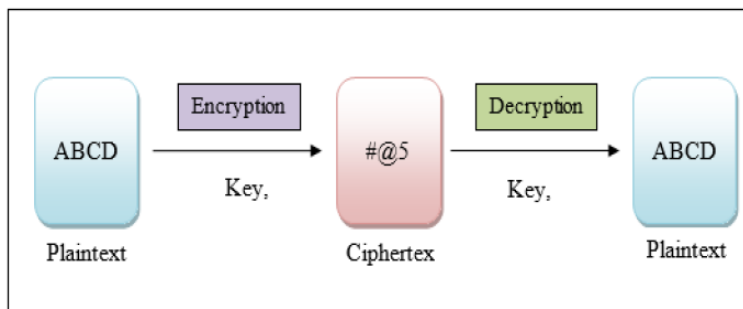 Encryption
Decryption
ABCD
#@5
ABCD
Key,
Key,
Plaintext
Ciphertex
Plaintext